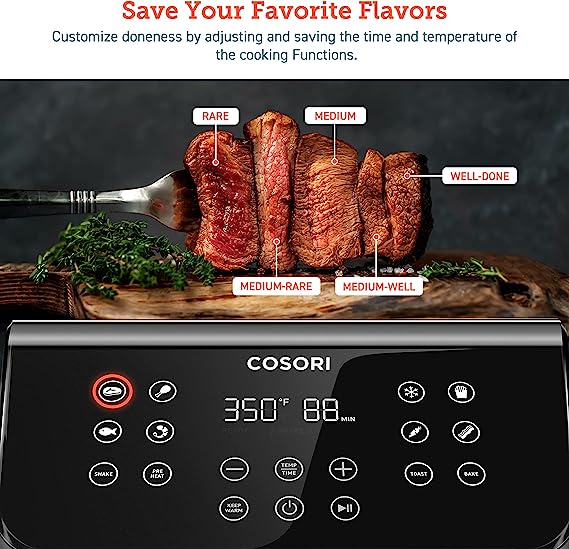 Save Your Favorite Flavors
Customize doneness by adjusting and saving the time and temperature of
the cooking Functions.
RARE
MEDIUM
WELL-DONE
MEDIUM-RARE
MEDIUM-WELL
COSORI
350°F 88 MIN
SHAKE
PRE
HEAT
TEMP
TIME
TOAST
BAKE
KEEP
WARM